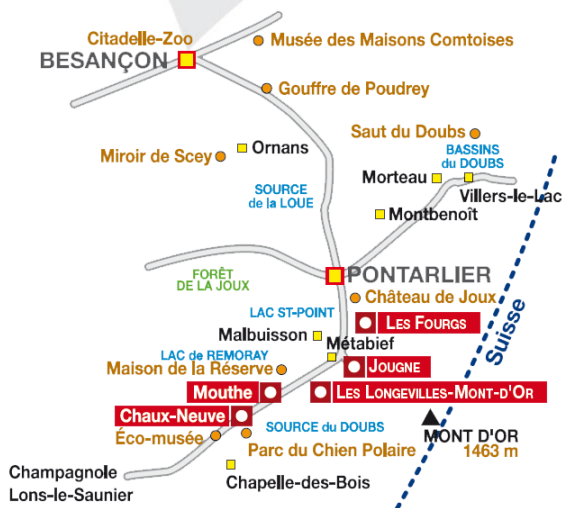 Citadelle-Zoo
Musée des Maisons Comtoises
BESANÇON
Gouffre de Poudrey
Saut du Doubs
Ornans
Miroir de Scey
BASSINS
du DOUBS
Morteau
SOURCE
de la LOUE
Villers-le-Lac
Montbenoît
PONTARLIER
FORÊT
DE LA JOUX
Château de Joux
LAC ST-POINT
LES FOURGS
Suisse
Malbuisson
Métabief
LAC de REMORAY
Maison de la Réserve
JOUGNE
Mouthe
LES LONGEVILLES-MONT-D'OR
Chaux-Neuve
SOURCE du DOUBS
Éco-musée
MONT D'OR
Parc du Chien Polaire
1463 m
Champagnole
Chapelle-des-Bois
Lons-le-Saunier